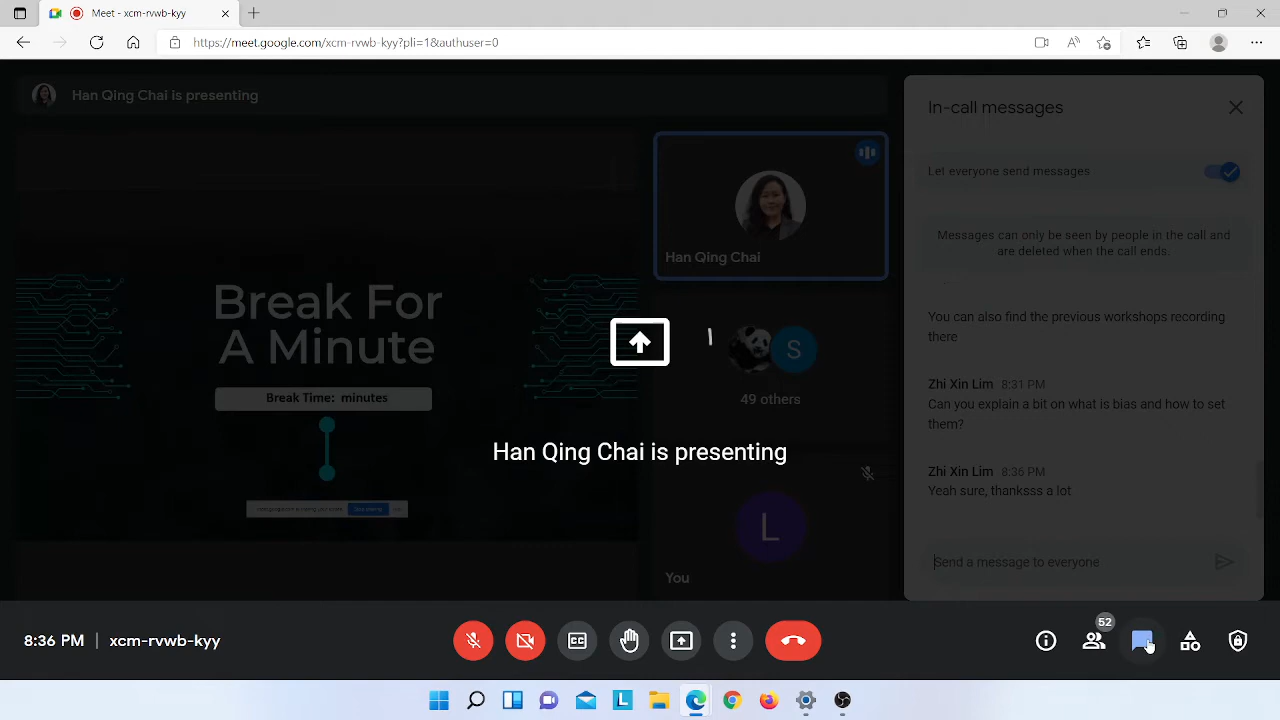 Meet - xcm-rvwb-kyy
https://meet.google.com/xcm-rvwb-kyy?pli=1&authuser=0
Han Qing Chai is presenting
In-call messages
Let everyone send messages
Messages can only be seen by people in the call and
are deleted when the call ends.
You can also find the previous workshops recording
there
Zhi Xin Lim 8:31 PM
Can you explain a bit on what is bias and how to set
them?
Zhi Xin Lim 8:36 PM
Yeah sure, thanksss a lot
Send a message to everyone
Han Qing Chai
Break For
A Minute
Break Time: minutes
S
49 others
Han Qing Chai is presenting
L
You
8:36 PM | xcm-rvwb-kyy
CC
52
L